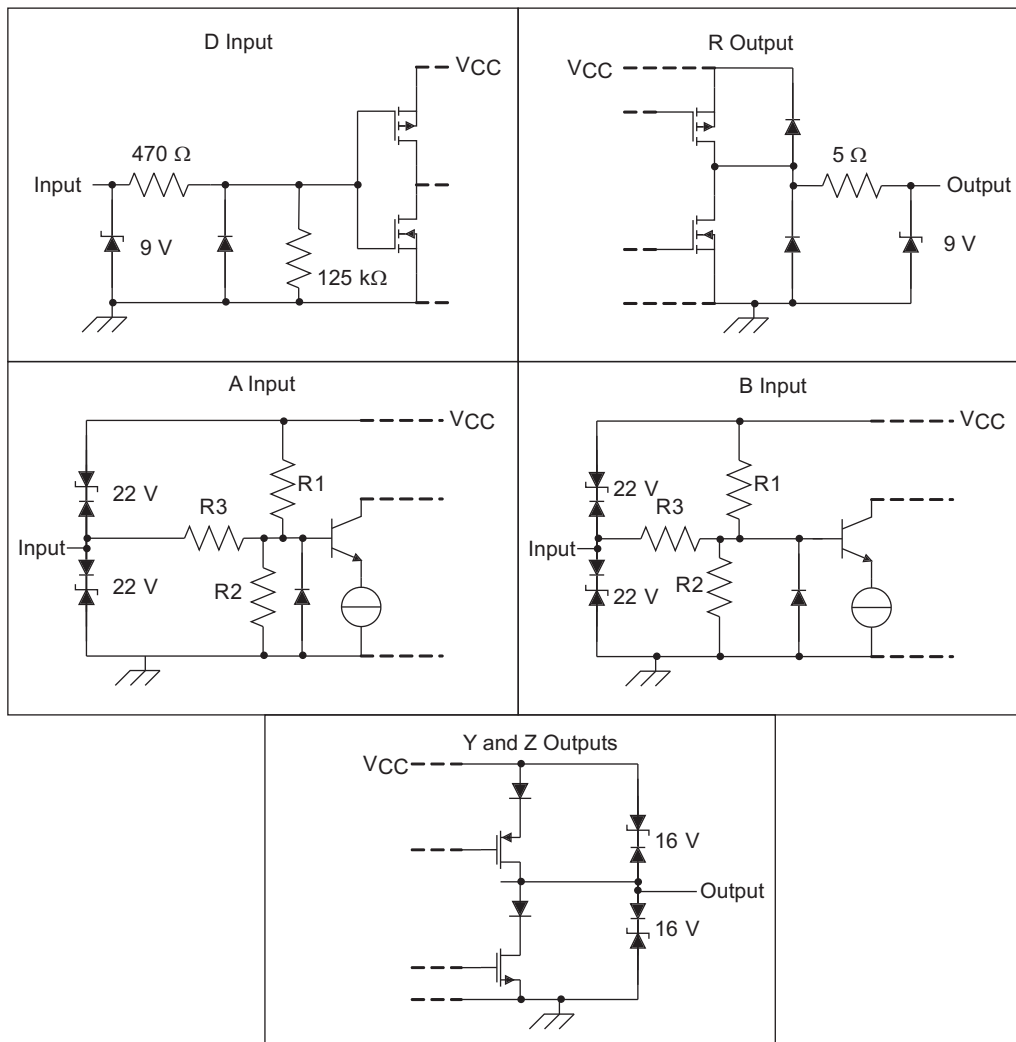 D Input
VCC
470 Ω
Input
9 V
125 kΩ
R Output
VCC
5 Ω
Output
9 V
A Input
VCC
22 V
R1
R3
Input
22 V
R2
B Input
VCC
22 V
R1
R3
Input
22 V
R2
Y and Z Outputs
VCC
16 V
Output
16 V